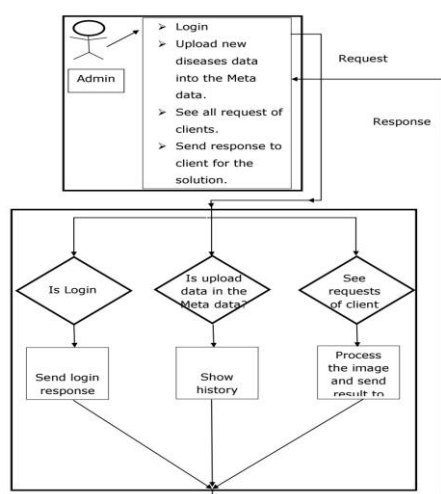 Admin
➢ Login
➢ Upload new
diseases data
into the Meta
data.
➢ See all request of
clients.
➢ Send response to
client for the
solution.
Request
Response
Is Login
Is upload
data in the
Meta data?
See
requests
of client
Send login
response
Show
history
Process
the image
and send
result to